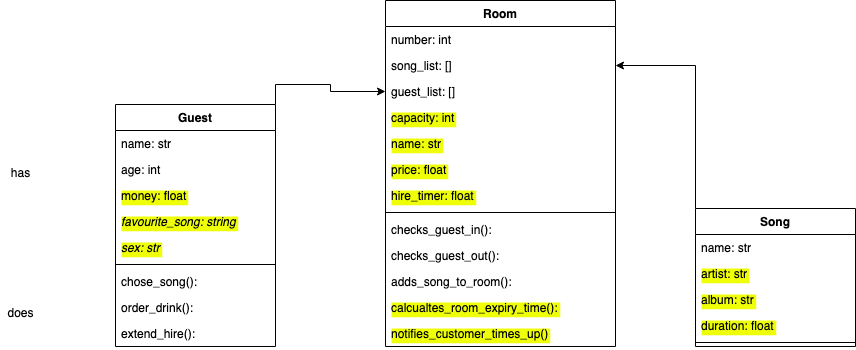 Room
number: int
song_list: []
guest_list: []
capacity: int
name: str
price: float
hire_timer: float
checks_guest_in():
checks_guest_out():
adds_song_to_room():
calcualtes_room_expiry_time():
notifies_customer_times_up()
has
does
Guest
name: str
age: int
money: float
favourite_song: string
sex: str
chose_song():
order_drink():
extend_hire():
Song
name: str
artist: str
album: str
duration: float